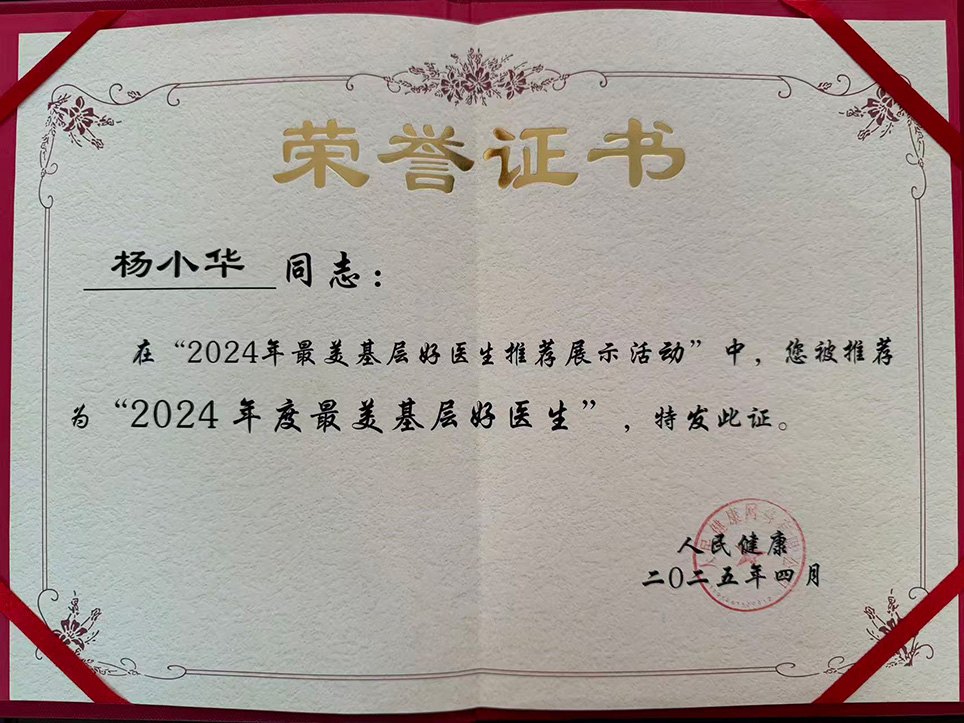 荣誉证书
杨小华 同志：
在“2024年最美基层好医生推荐展示活动”中，您被推荐
为“2024年度最美基层好医生”，特发此证。
人民健康
二〇二五年四月